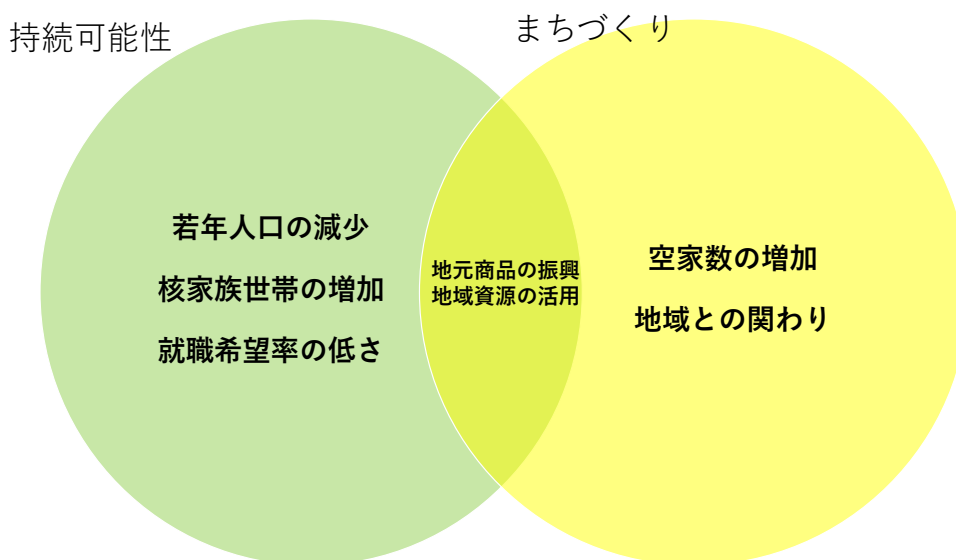 持続可能性
まちづくり
若年人口の減少
核家族世帯の増加
就職希望率の低さ
地元商品の振興
地域資源の活用
空家数の増加
地域との関わり